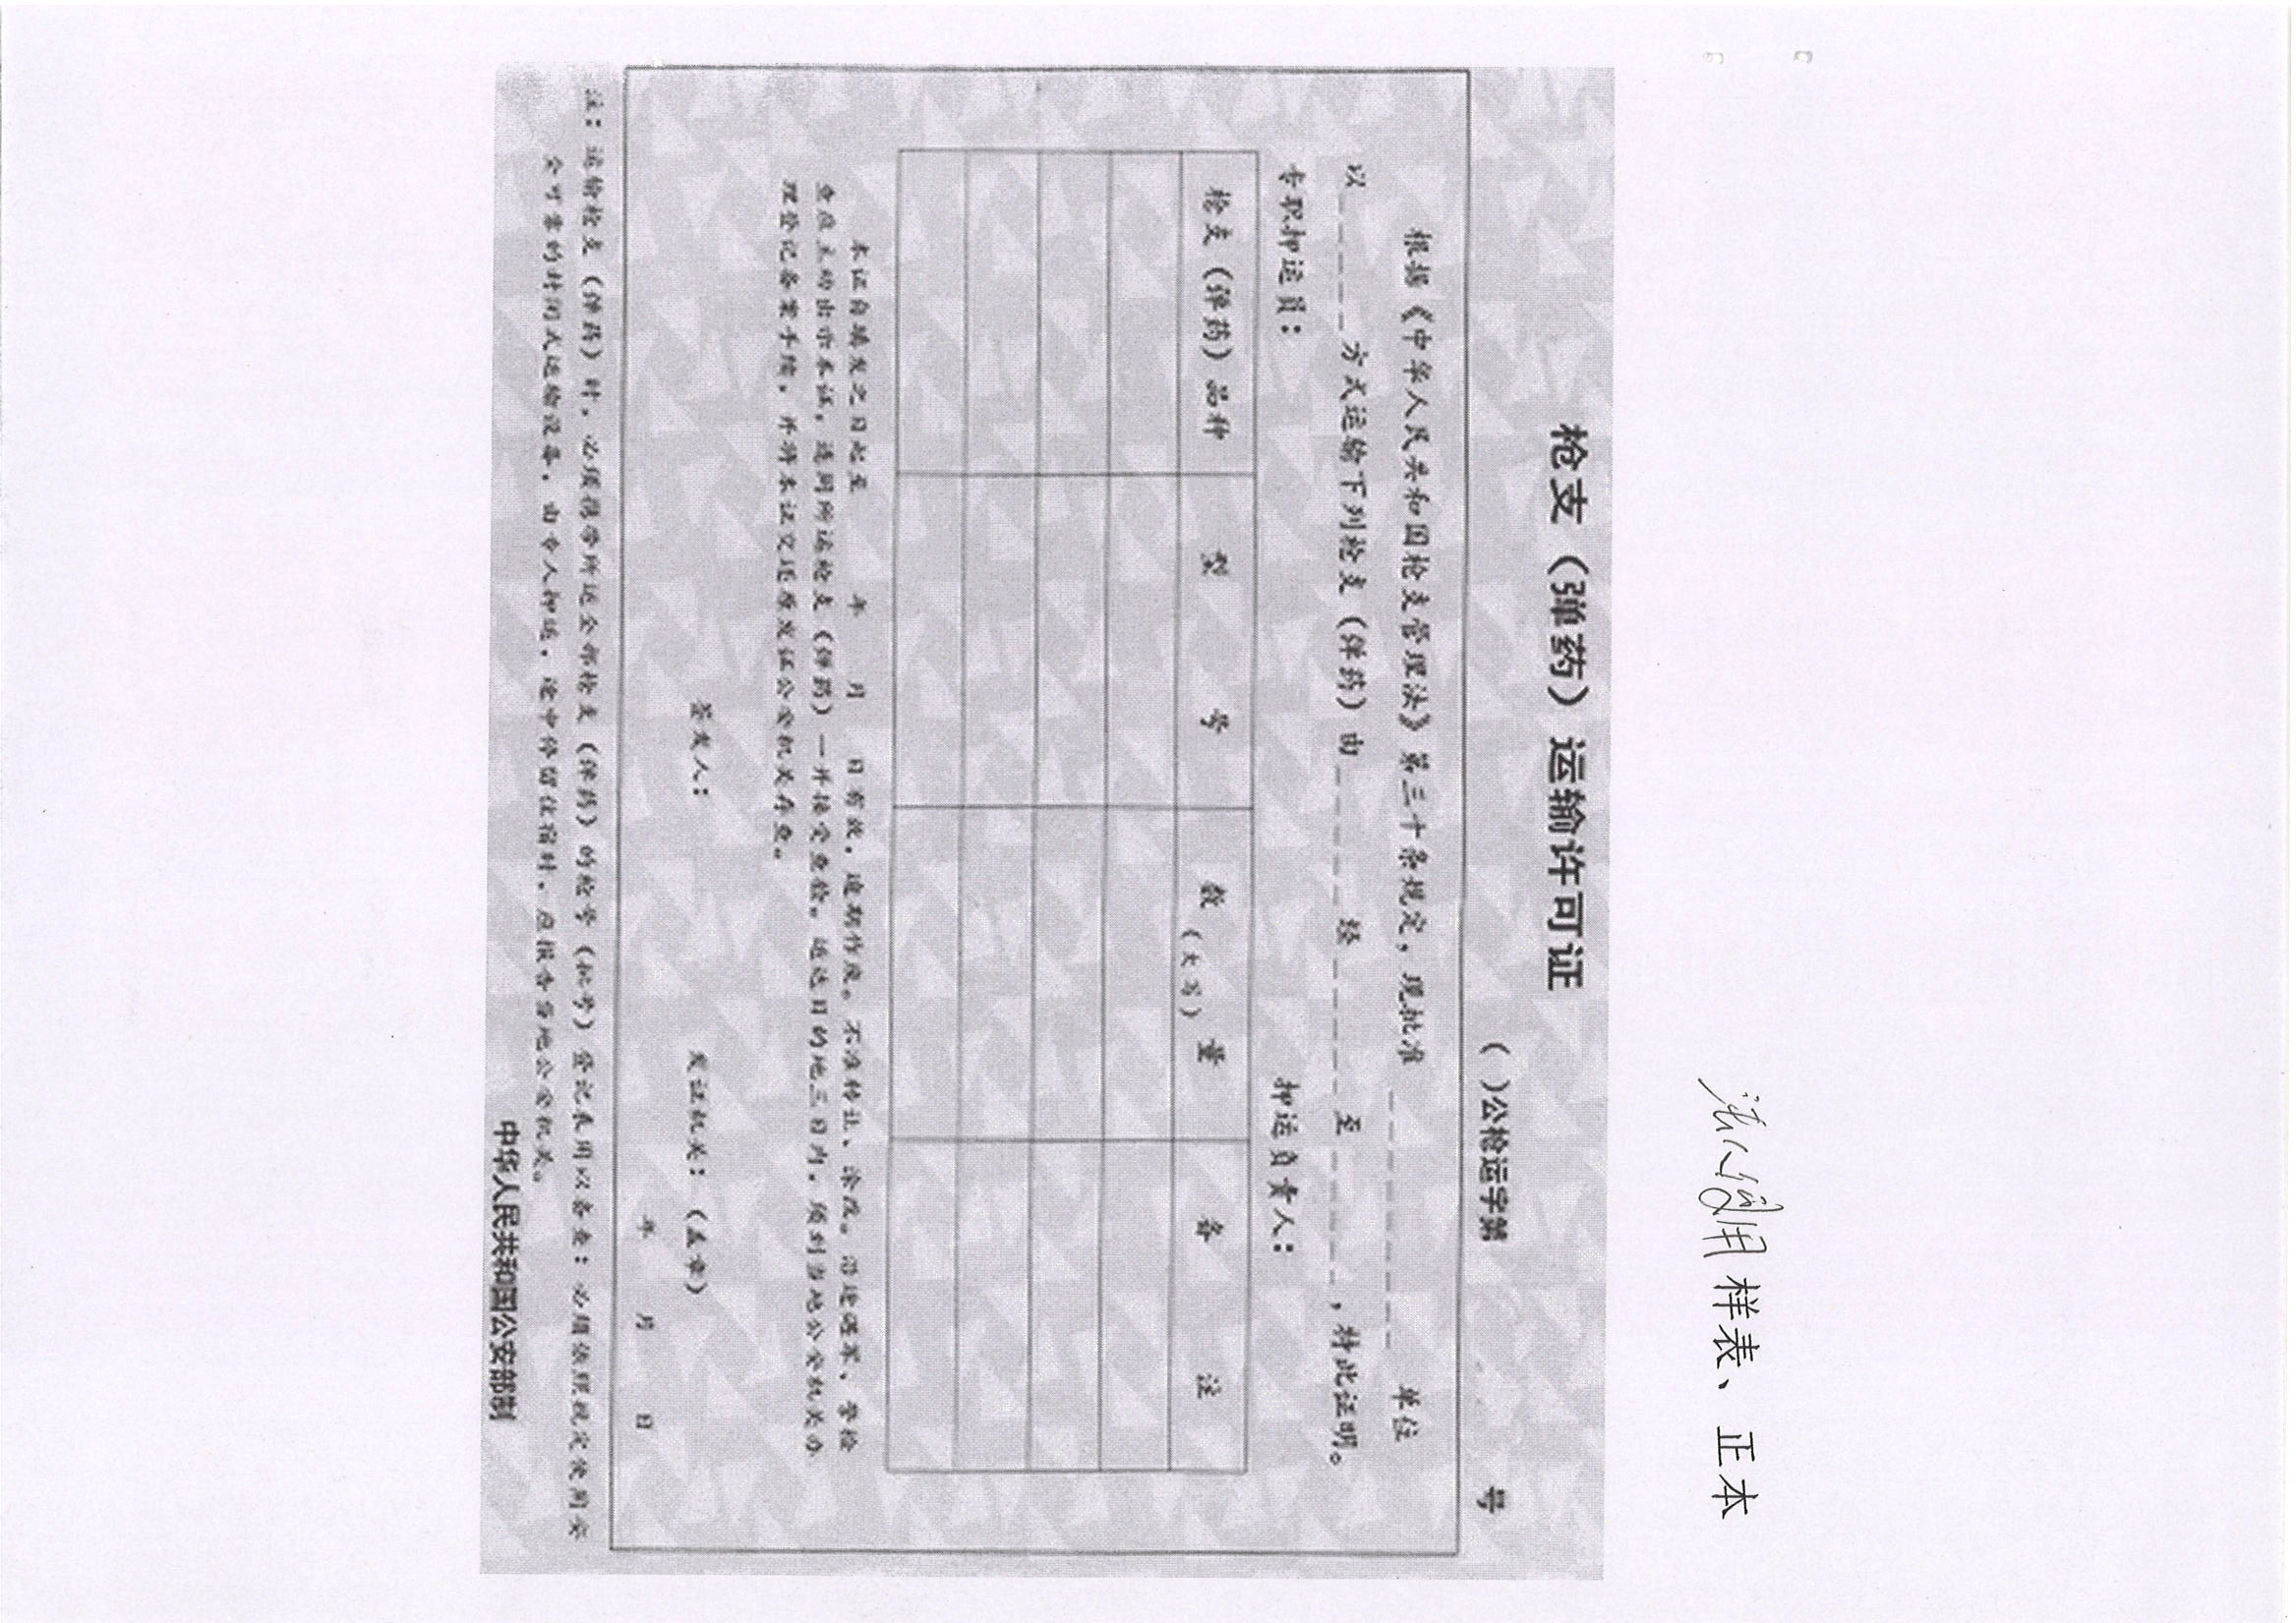 法人使用样表、正本
枪支（弹药）运输许可证
（ ）公枪运字第 号
根据《中华人民共和国枪支管理法》第三十条规定，现批准__________单位
以_____方式运输下列枪支（弹药）由_____经_____至_____，特此证明。
专职押运员： 押运负责人：
枪支（弹药）品种 型 号 数 量 备 注
（大写）
本证自填发之日起至 年 月 日有效，逾期作废。不准转让、涂改。沿途遇军、警检
查应主动出示本证，连同所运枪支（弹药）一并接受查验。运达目的地三日内，须到当地公安机关办
理登记备案手续，并将本证交还原发证公安机关存查。
签发人： 发证机关：（盖章）
年 月 日
注：运输枪支（弹药）时，必须携带所运全部枪支（弹药）的枪号（批号）登记表用以备查；必须依照规定使用安
全可靠的封闭式运输设备，由专人押运，途中停留住宿时，应报告当地公安机关。
中华人民共和国公安部制